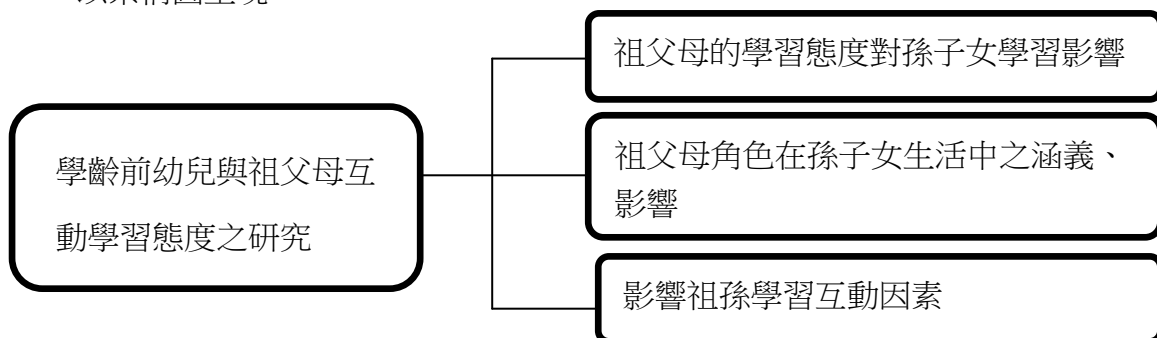 學齡前幼兒與祖父母互
動學習態度之研究
祖父母的學習態度對孫子女學習影響
祖父母角色在孫子女生活中之涵義、
影響
影響祖孫學習互動因素